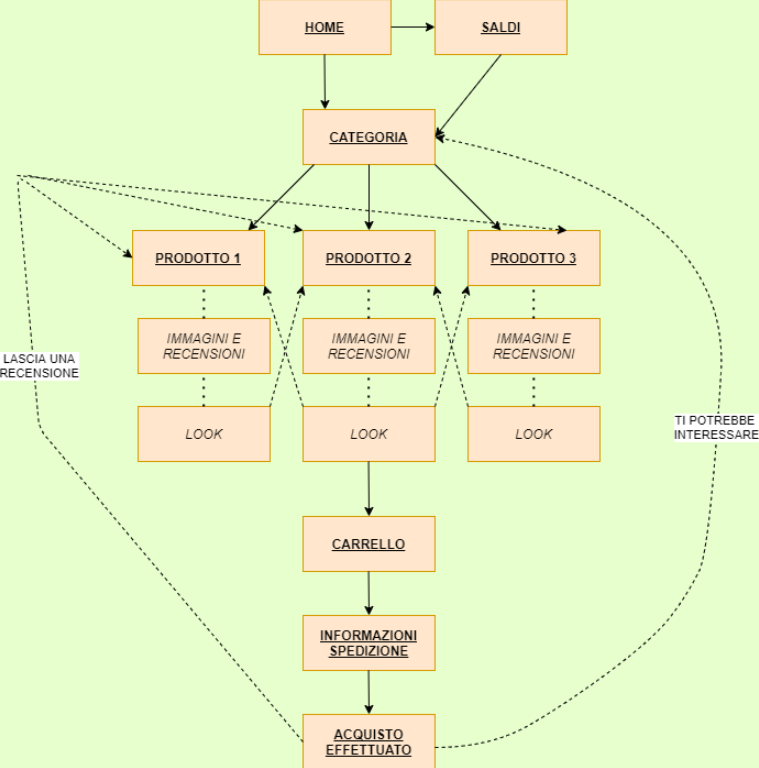 HOME
SALDI
CATEGORIA
PRODOTTO 1
PRODOTTO 2
PRODOTTO 3
IMMAGINI E
RECENSIONI
IMMAGINI E
RECENSIONI
IMMAGINI E
RECENSIONI
LASCIA UNA
RECENSIONE
LOOK
LOOK
LOOK
TI POTREBBE
INTERESSARE
CARRELLO
INFORMAZIONI
SPEDIZIONE
ACQUISTO
EFFETTUATO